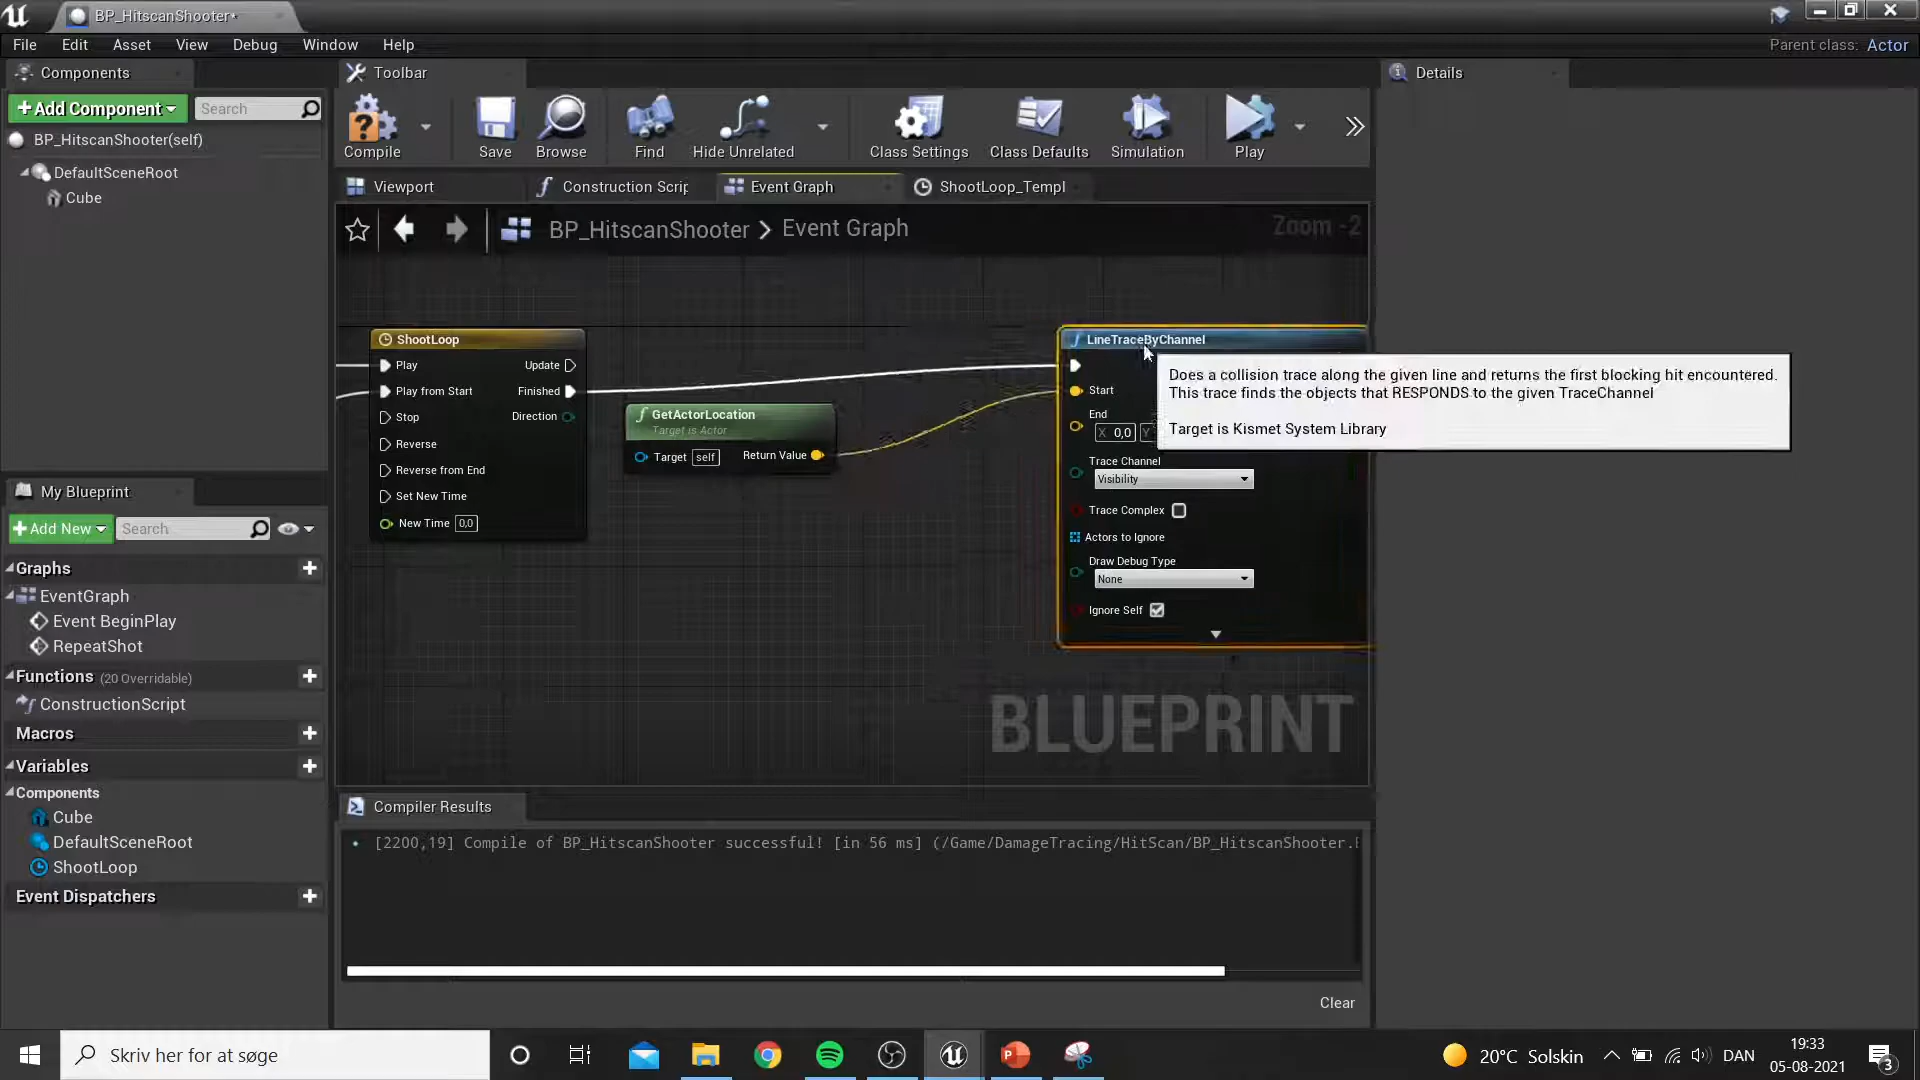 BP_HitscanShooter*
File Edit Asset View Debug Window Help
Parent class: Actor
Components
Toolbar
Details
Add Component
Search
BP_HitscanShooter(self)
DefaultSceneRoot
Cube
Compile
Save
Browse
Find
Hide Unrelated
Class Settings
Class Defaults
Simulation
Play
Viewport
Construction Scrip
Event Graph
ShootLoop_Templ
BP_HitscanShooter > Event Graph
Zoom -2
ShootLoop
Play
Update
Play from Start
Finished
Stop
Direction
Reverse
Reverse from End
Set New Time
New Time 0,0
GetActorLocation
Target is Actor
Target self
Return Value
LineTraceByChannel
Start
End
X 0,0 Y
Trace Channel
Visibility
Trace Complex
Actors to Ignore
Draw Debug Type
None
Ignore Self
Does a collision trace along the given line and returns the first blocking hit encountered.
This trace finds the objects that RESPONDS to the given TraceChannel
Target is Kismet System Library
BLUEPRINT
My Blueprint
Add New
Search
Graphs
EventGraph
Event BeginPlay
RepeatShot
Functions (20 Overridable)
ConstructionScript
Macros
Variables
Components
Cube
DefaultSceneRoot
ShootLoop
Event Dispatchers
Compiler Results
[2200,19] Compile of BP_HitscanShooter successful! [in 56 ms] (/Game/DamageTracing/HitScan/BP_HitscanShooter.
Clear
Skriv her for at søge
20°C Solskin
DAN
19:33
05-08-2021
3